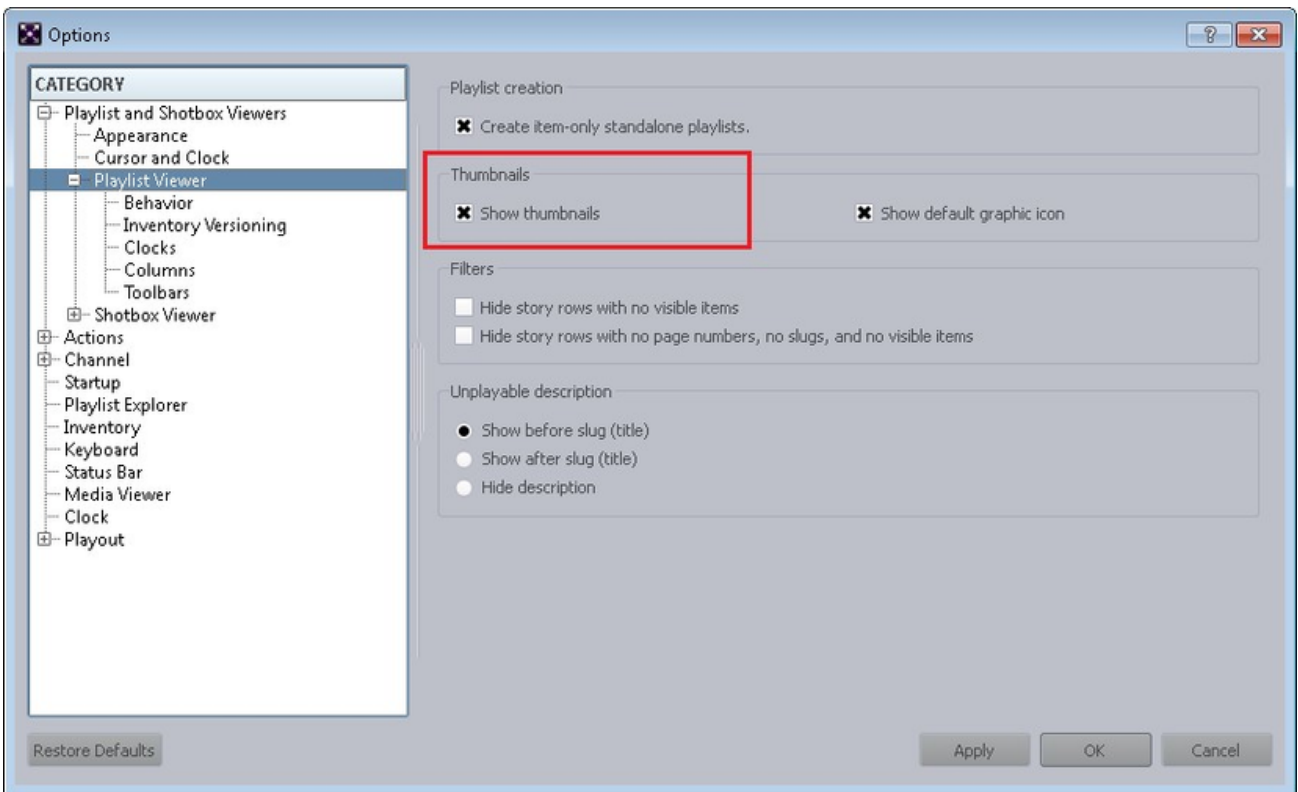 Options
CATEGORY
Playlist and Shotbox Viewers
Appearance
Cursor and Clock
Playlist Viewer
Behavior
Inventory Versioning
Clocks
Columns
Toolbars
Shotbox Viewer
Actions
Channel
Startup
Playlist Explorer
Inventory
Keyboard
Status Bar
Media Viewer
Clock
Playout
Playlist creation
Create item-only standalone playlists.
Thumbnails
Show thumbnails
Show default graphic icon
Filters
Hide story rows with no visible items
Hide story rows with no page numbers, no slugs, and no visible items
Unplayable description
Show before slug (title)
Show after slug (title)
Hide description
Restore Defaults
Apply
OK
Cancel